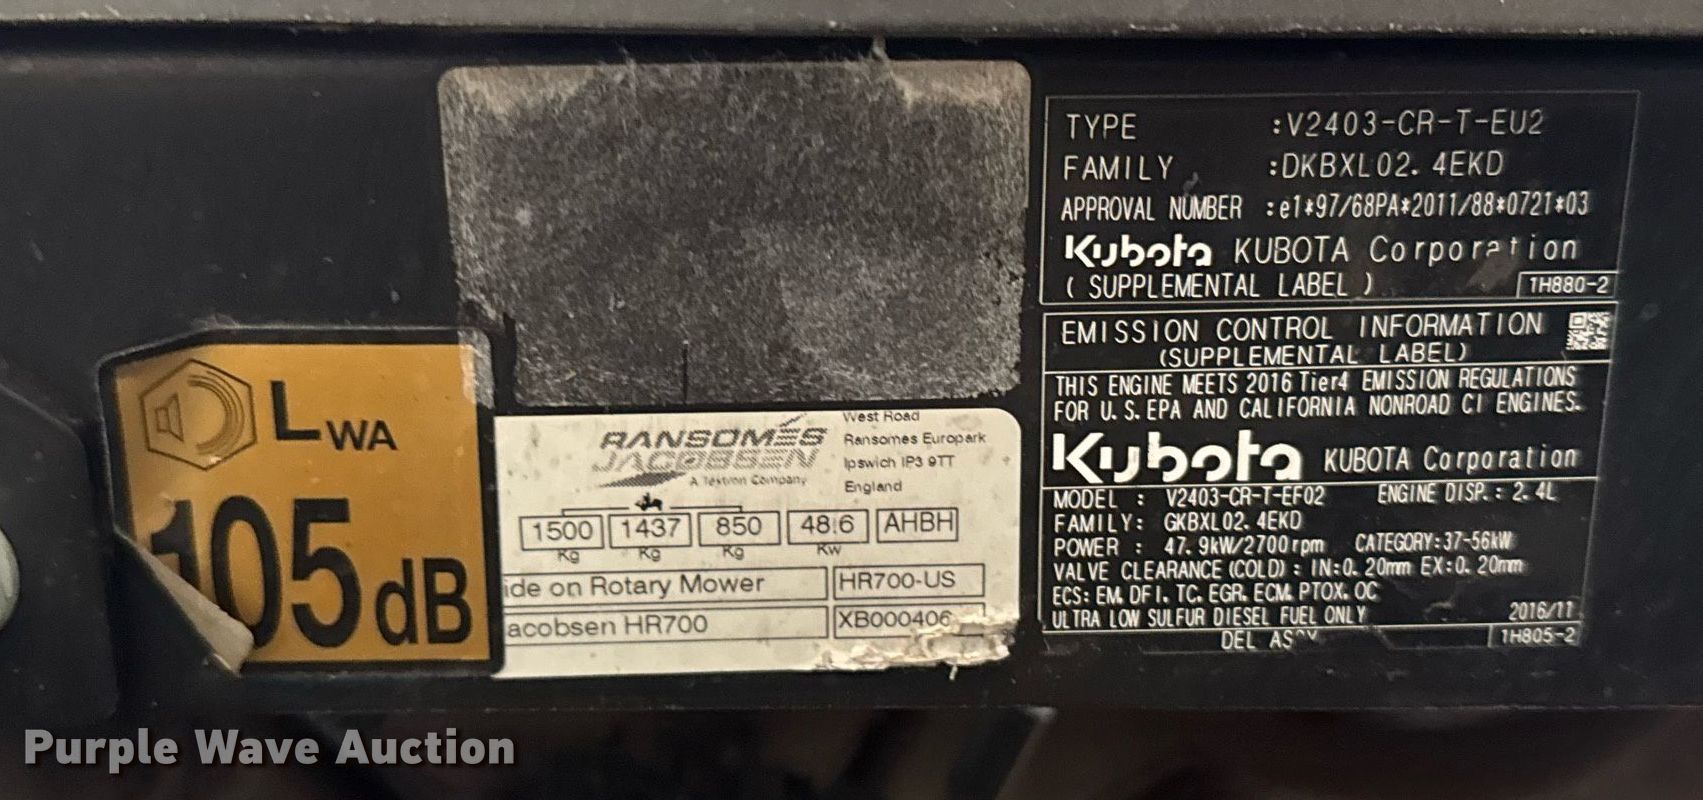 LWA
105 dB
RANSOMES
JACOBSEN
A Textron Company
West Road
Ransomes Europark
Ipswich IP3 9TT
England
1500 1437 850 48.6 AHBH
Kg Kg Kg Kw
ide on Rotary Mower HR700-US
acobsen HR700 XB000406
TYPE :V2403-CR-T-EU2
FAMILY :DKBXL02.4EKD
APPROVAL NUMBER :e1*97/68PA*2011/88*0721*03
Kubota KUBOTA Corporation
( SUPPLEMENTAL LABEL ) 1H880-2
EMISSION CONTROL INFORMATION
(SUPPLEMENTAL LABEL)
THIS ENGINE MEETS 2016 Tier4 EMISSION REGULATIONS
FOR U.S.EPA AND CALIFORNIA NONROAD CI ENGINES.
Kubota KUBOTA Corporation
MODEL : V2403-CR-T-EF02 ENGINE DISP.: 2.4L
FAMILY: GKBXL02.4EKD
POWER : 47.9kW/2700rpm CATEGORY:37-56kW
VALVE CLEARANCE(COLD): IN:0.20mm EX:0.20mm
ECS: EM, DFI, TC, EGR, ECM, PTOX, OC
ULTRA LOW SULFUR DIESEL FUEL ONLY 2016/11
DEL 1H805-2
Purple Wave Auction